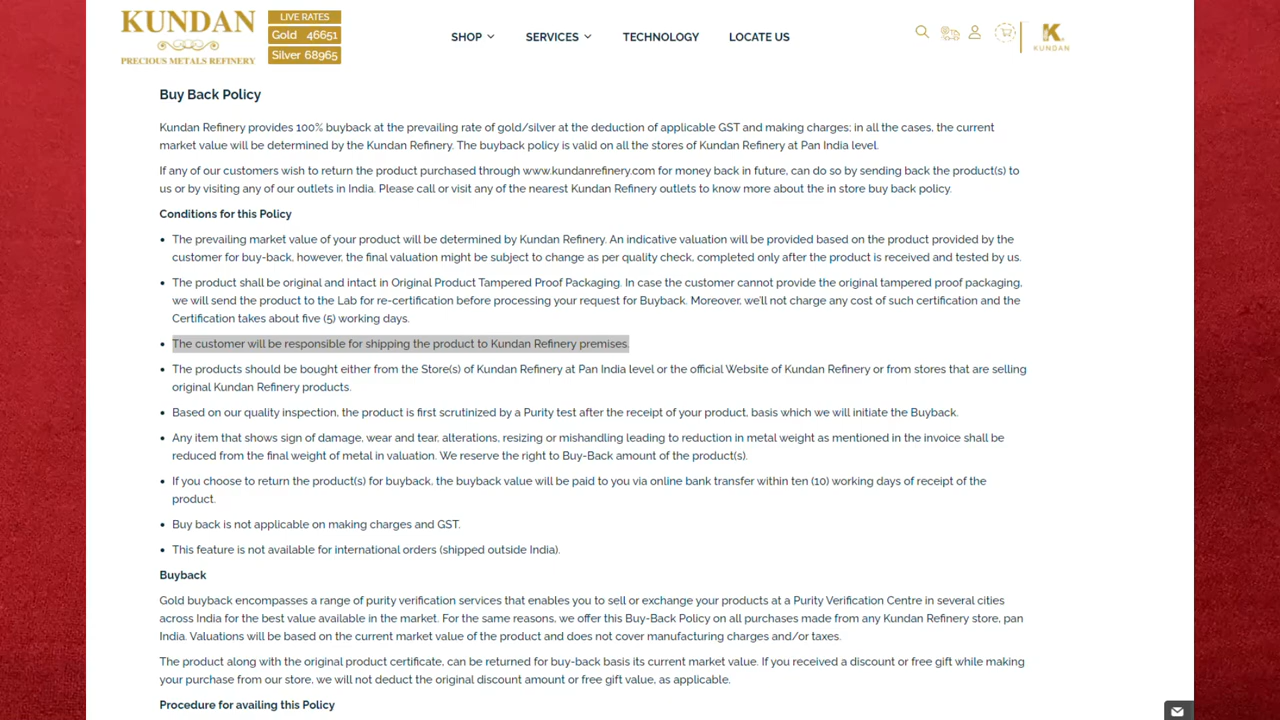 KUNDAN
PRECIOUS METALS REFINERY
LIVE RATES
Gold 46651
Silver 68965
SHOP
SERVICES
TECHNOLOGY
LOCATE US
K
KUNDAN
Buy Back Policy
Kundan Refinery provides 100% buyback at the prevailing rate of gold/silver at the deduction of applicable GST and making charges; in all the cases, the current
market value will be determined by the Kundan Refinery. The buyback policy is valid on all the stores of Kundan Refinery at Pan India level.
If any of our customers wish to return the product purchased through www.kundanrefinery.com for money back in future, can do so by sending back the product(s) to
us or by visiting any of our outlets in India. Please call or visit any of the nearest Kundan Refinery outlets to know more about the in store buy back policy.
Conditions for this Policy
• The prevailing market value of your product will be determined by Kundan Refinery. An indicative valuation will be provided based on the product provided by the
customer for buy-back, however, the final valuation might be subject to change as per quality check, completed only after the product is received and tested by us.
• The product shall be original and intact in Original Product Tampered Proof Packaging. In case the customer cannot provide the original tampered proof packaging,
we will send the product to the Lab for re-certification before processing your request for Buyback. Moreover, we'll not charge any cost of such certification and the
Certification takes about five (5) working days.
• The customer will be responsible for shipping the product to Kundan Refinery premises.
• The products should be bought either from the Store(s) of Kundan Refinery at Pan India level or the official Website of Kundan Refinery or from stores that are selling
original Kundan Refinery products.
• Based on our quality inspection, the product is first scrutinized by a Purity test after the receipt of your product, basis which we will initiate the Buyback.
• Any item that shows sign of damage, wear and tear, alterations, resizing or mishandling leading to reduction in metal weight as mentioned in the invoice shall be
reduced from the final weight of metal in valuation. We reserve the right to Buy-Back amount of the product(s).
• If you choose to return the product(s) for buyback, the buyback value will be paid to you via online bank transfer within ten (10) working days of receipt of the
product.
• Buy back is not applicable on making charges and GST.
• This feature is not available for international orders (shipped outside India).
Buyback
Gold buyback encompasses a range of purity verification services that enables you to sell or exchange your products at a Purity Verification Centre in several cities
across India for the best value available in the market. For the same reasons, we offer this Buy-Back Policy on all purchases made from any Kundan Refinery store, pan
India. Valuations will be based on the current market value of the product and does not cover manufacturing charges and/or taxes.
The product along with the original product certificate, can be returned for buy-back basis its current market value. If you received a discount or free gift while making
your purchase from our store, we will not deduct the original discount amount or free gift value, as applicable.
Procedure for availing this Policy